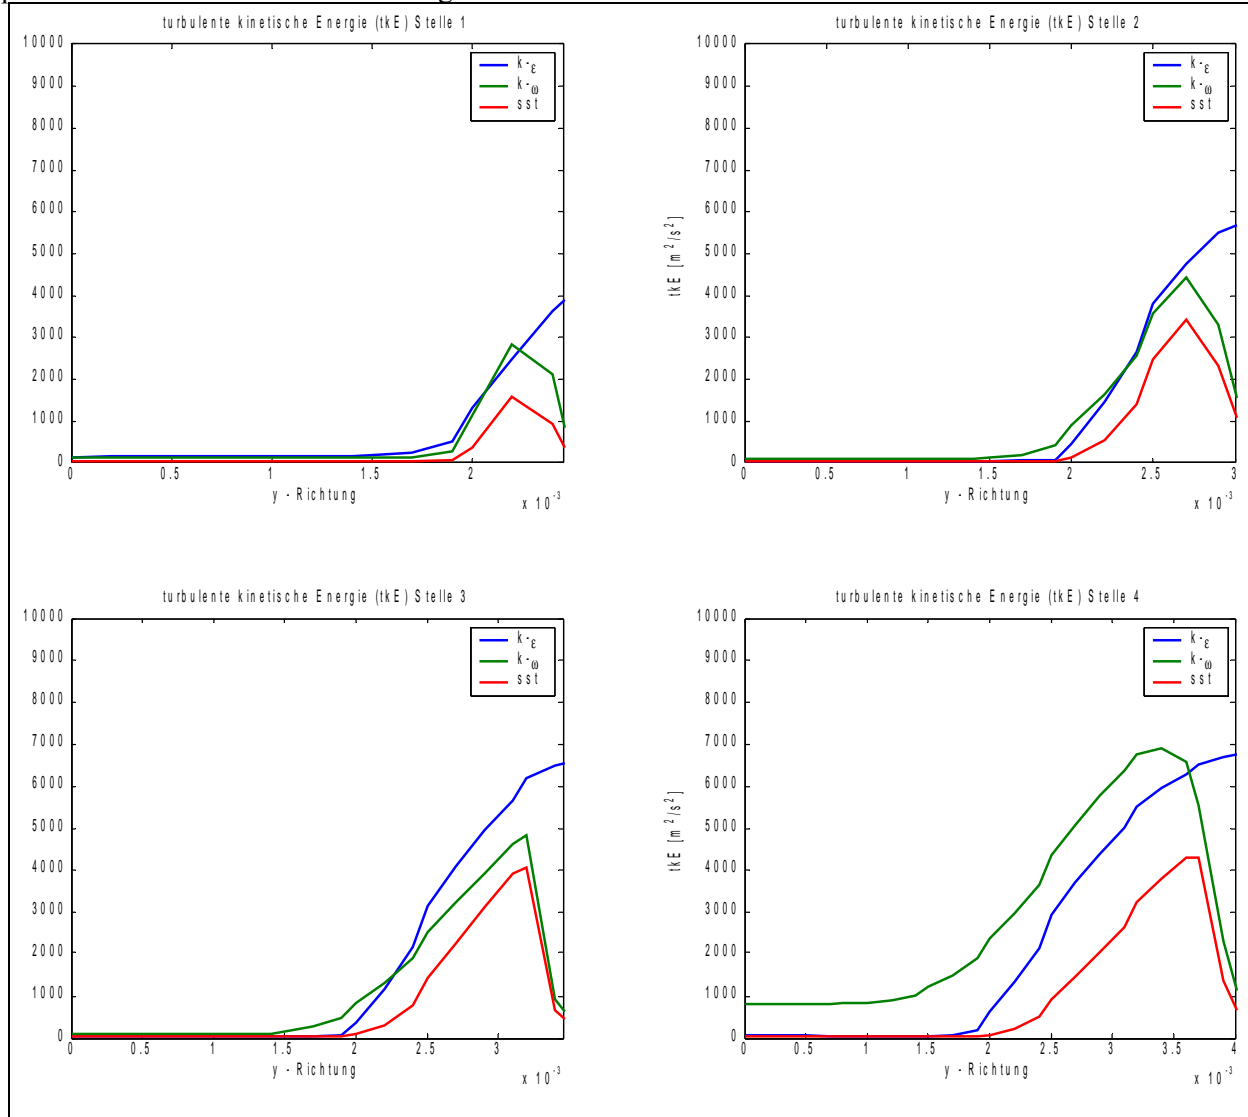 turbulente kinetische Energie (tkE) Stelle 1
10000
9000
8000
7000
6000
5000
4000
3000
2000
1000
0
k-ε
k-ω
sst
0 0.5 1 1.5 2
y - Richtung
x 10^-3
turbulente kinetische Energie (tkE) Stelle 2
10000
9000
8000
7000
6000
5000
4000
3000
2000
1000
0
tkE [m^2/s^2]
k-ε
k-ω
sst
0 0.5 1 1.5 2 2.5 3
y - Richtung
x 10^-3
turbulente kinetische Energie (tkE) Stelle 3
10000
9000
8000
7000
6000
5000
4000
3000
2000
1000
0
k-ε
k-ω
sst
0 0.5 1 1.5 2 2.5 3
y - Richtung
x 10^-3
turbulente kinetische Energie (tkE) Stelle 4
10000
9000
8000
7000
6000
5000
4000
3000
2000
1000
0
tkE [m^2/s^2]
k-ε
k-ω
sst
0 0.5 1 1.5 2 2.5 3 3.5 4
y - Richtung
x 10^-3